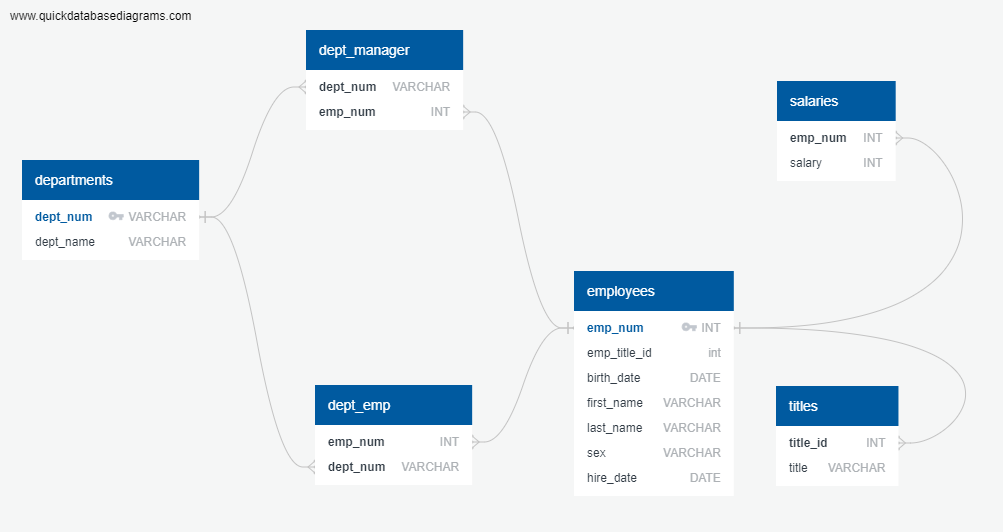 www.quickdatabasediagrams.com
dept_manager
dept_num VARCHAR
emp_num INT
departments
dept_num VARCHAR
dept_name VARCHAR
dept_emp
emp_num INT
dept_num VARCHAR
employees
emp_num INT
emp_title_id int
birth_date DATE
first_name VARCHAR
last_name VARCHAR
sex VARCHAR
hire_date DATE
salaries
emp_num INT
salary INT
titles
title_id INT
title VARCHAR